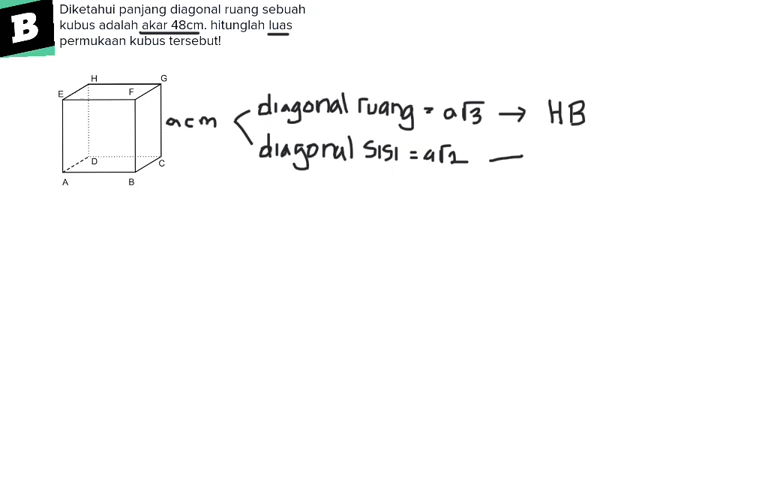 B
Diketahui panjang diagonal ruang sebuah
kubus adalah akar 48cm. hitunglah luas
permukaan kubus tersebut!
H G
E F
D C
A B
a cm
diagonal ruang = a√3 → HB
diagonal sisi = a√2 —